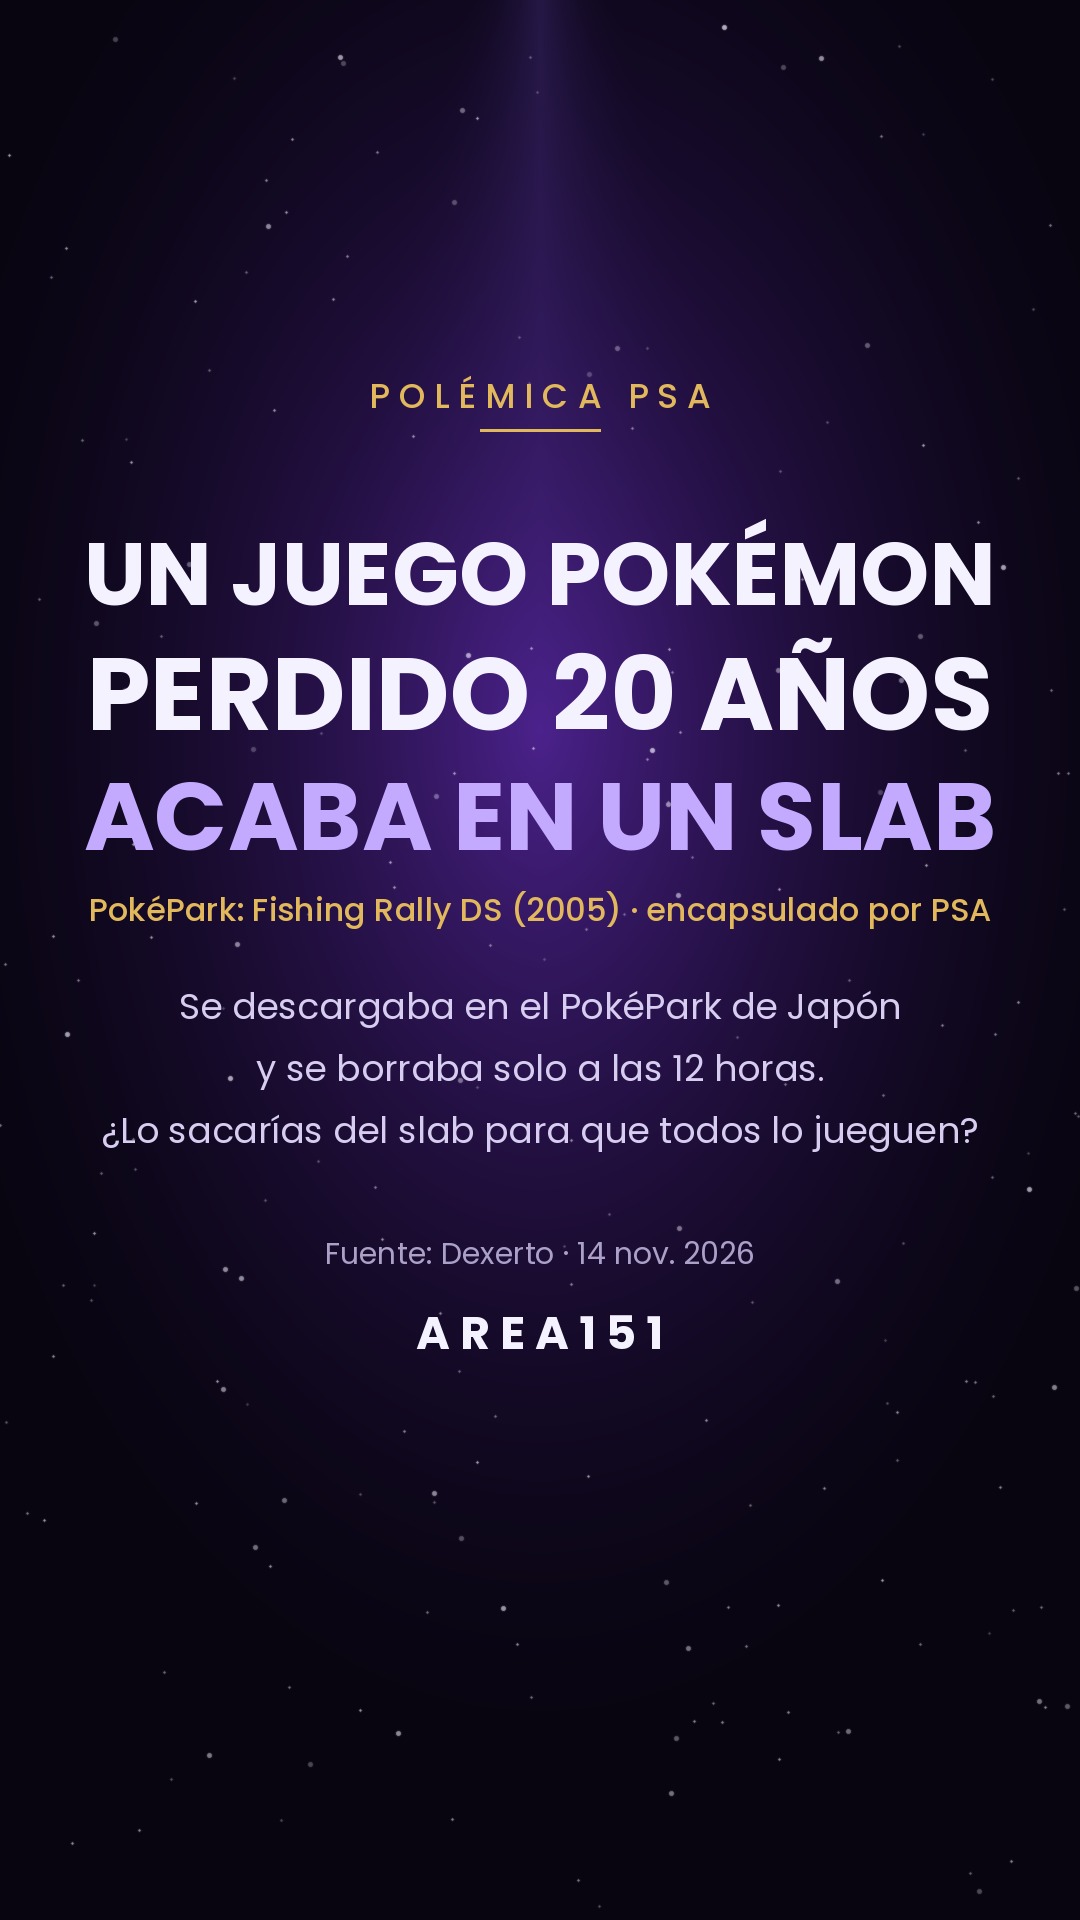 POLÉMICA PSA
UN JUEGO POKÉMON
PERDIDO 20 AÑOS
ACABA EN UN SLAB
PokéPark: Fishing Rally DS (2005) · encapsulado por PSA
Se descargaba en el PokéPark de Japón
y se borraba solo a las 12 horas.
¿Lo sacarías del slab para que todos lo jueguen?
Fuente: Dexerto · 14 nov. 2026
AREA151